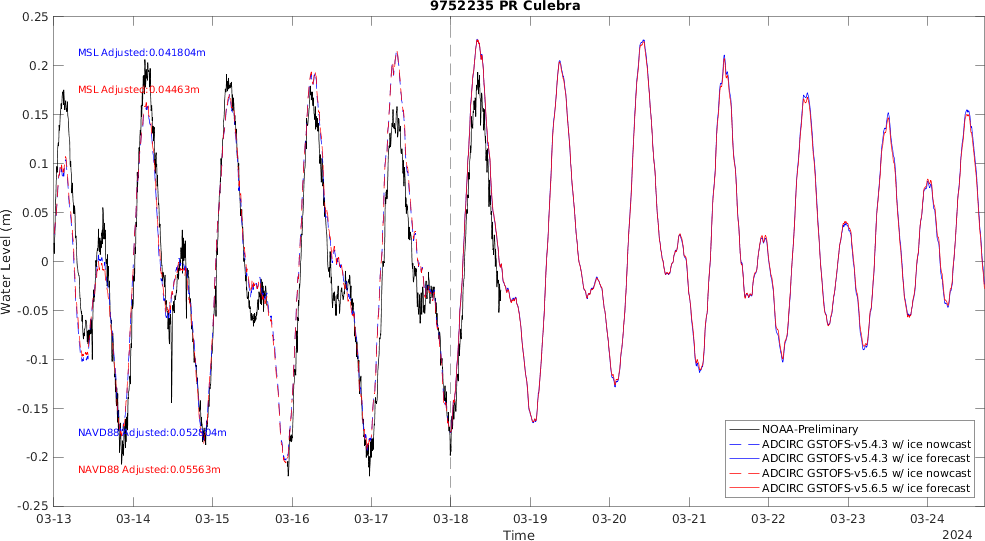 9752235 PR Culebra
0.25
0.2
0.15
0.1
0.05
0
-0.05
-0.1
-0.15
-0.2
-0.25
Water Level (m)
MSL Adjusted:0.041804m
MSL Adjusted:0.04463m
NAVD88 Adjusted:0.052804m
NAVD88 Adjusted:0.05563m
NOAA-Preliminary
ADCIRC GSTOFS-v5.4.3 w/ ice nowcast
ADCIRC GSTOFS-v5.4.3 w/ ice forecast
ADCIRC GSTOFS-v5.6.5 w/ ice nowcast
ADCIRC GSTOFS-v5.6.5 w/ ice forecast
03-13 03-14 03-15 03-16 03-17 03-18 03-19 03-20 03-21 03-22 03-23 03-24
Time
2024